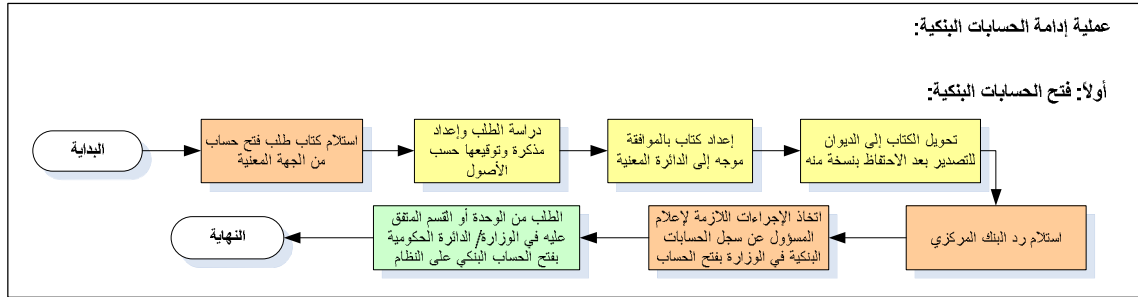 عملية إدامة الحسابات البنكية:
أولاً: فتح الحسابات البنكية:
البداية
استلام كتاب طلب فتح حساب
من الجهة المعنية
دراسة الطلب وإعداد
مذكرة وتوقيعها حسب
الأصول
إعداد كتاب بالموافقة
موجه إلى الدائرة المعنية
تحويل الكتاب إلى الديوان
للتصدير بعد الاحتفاظ بنسخة منه
استلام رد البنك المركزي
اتخاذ الإجراءات اللازمة لإعلام
المسؤول عن سجل الحسابات
البنكية في الوزارة بفتح الحساب
الطلب من الوحدة أو القسم المتفق
عليه في الوزارة/ الدائرة الحكومية
بفتح الحساب البنكي على النظام
النهاية